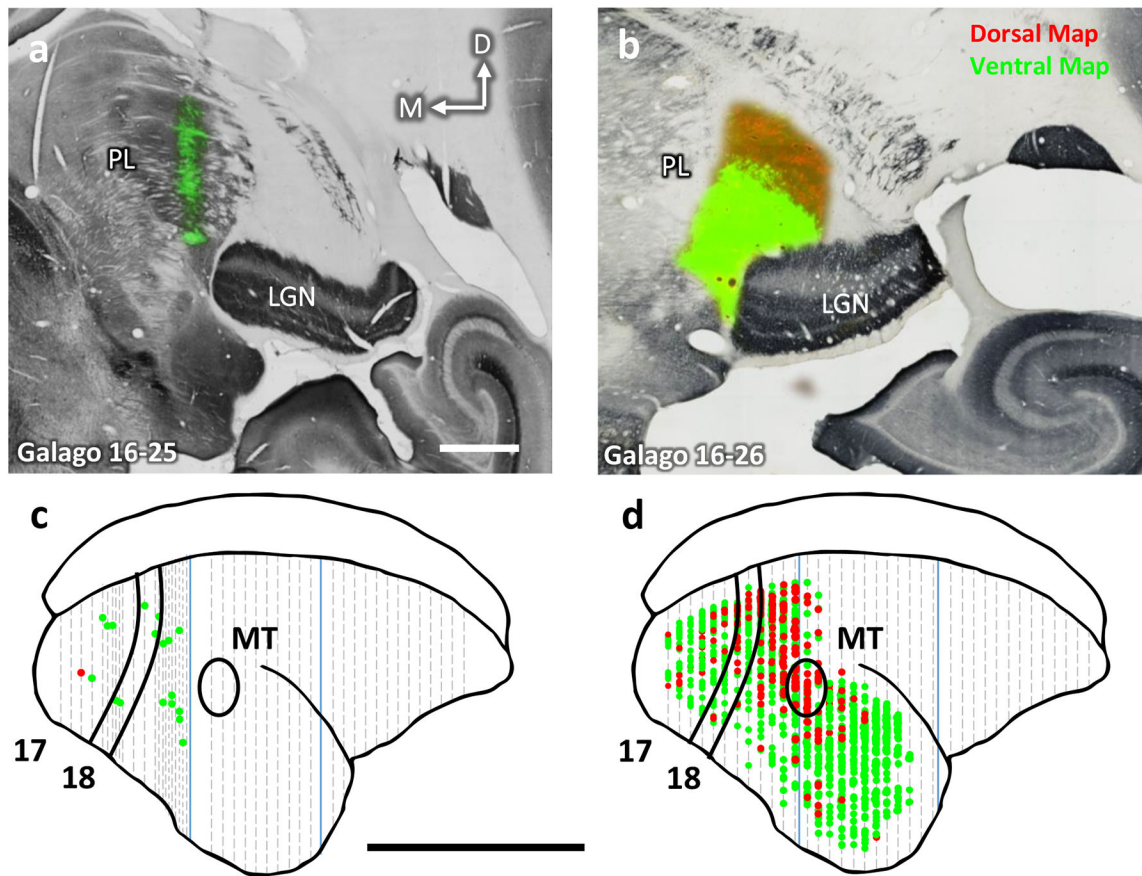 a
D
M
PL
LGN
Galago 16-25
b
Dorsal Map
Ventral Map
PL
LGN
Galago 16-26
c
MT
17
18
d
MT
17
18